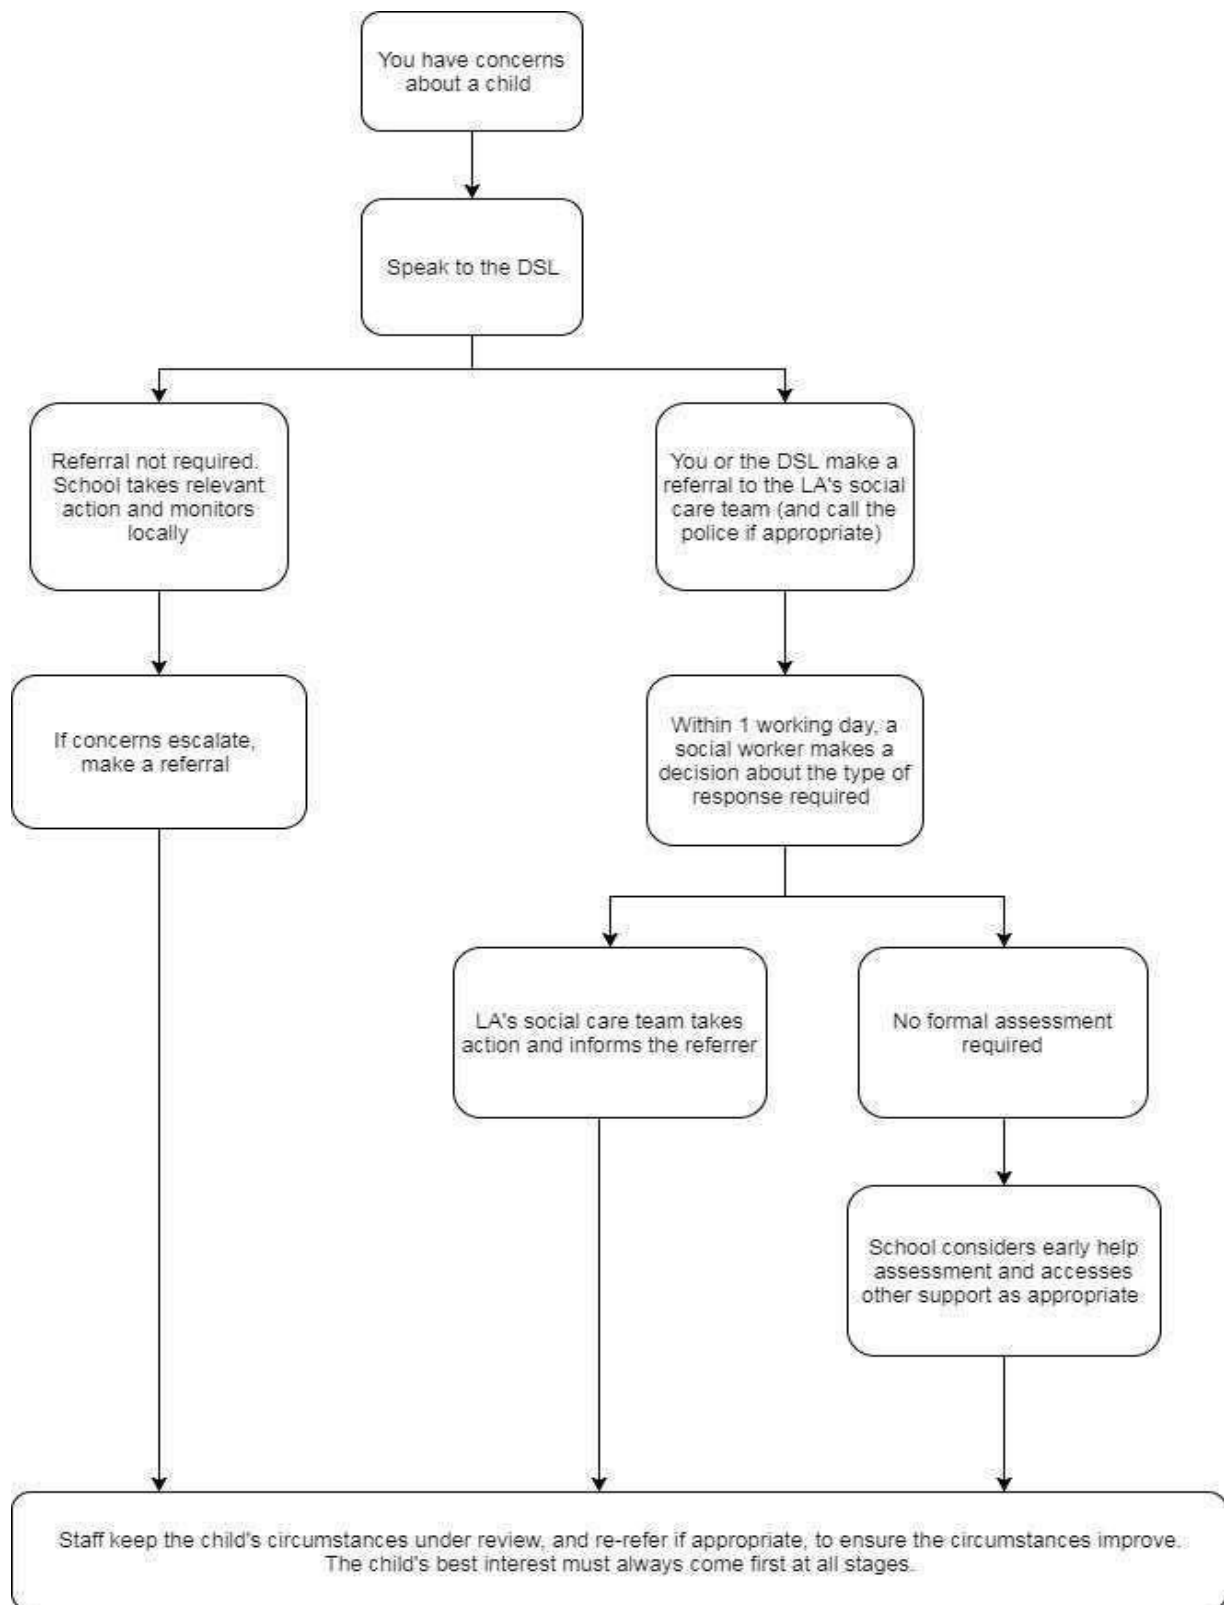 You have concerns
about a child
Speak to the DSL
Referral not required.
School takes relevant
action and monitors
locally
You or the DSL make a
referral to the LA's social
care team (and call the
police if appropriate)
If concerns escalate,
make a referral
Within 1 working day, a
social worker makes a
decision about the type of
response required
LA's social care team takes
action and informs the referrer
No formal assessment
required
School considers early help
assessment and accesses
other support as appropriate
Staff keep the child's circumstances under review, and re-refer if appropriate, to ensure the circumstances improve.
The child's best interest must always come first at all stages.